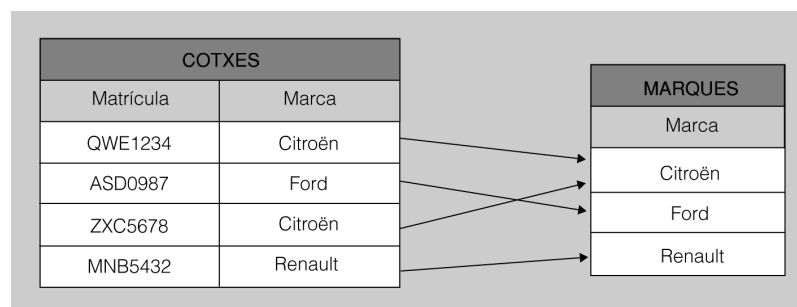 COTXES
Matrícula Marca
QWE1234 Citroën
ASD0987 Ford
ZXC5678 Citroën
MNB5432 Renault
MARQUES
Marca
Citroën
Ford
Renault